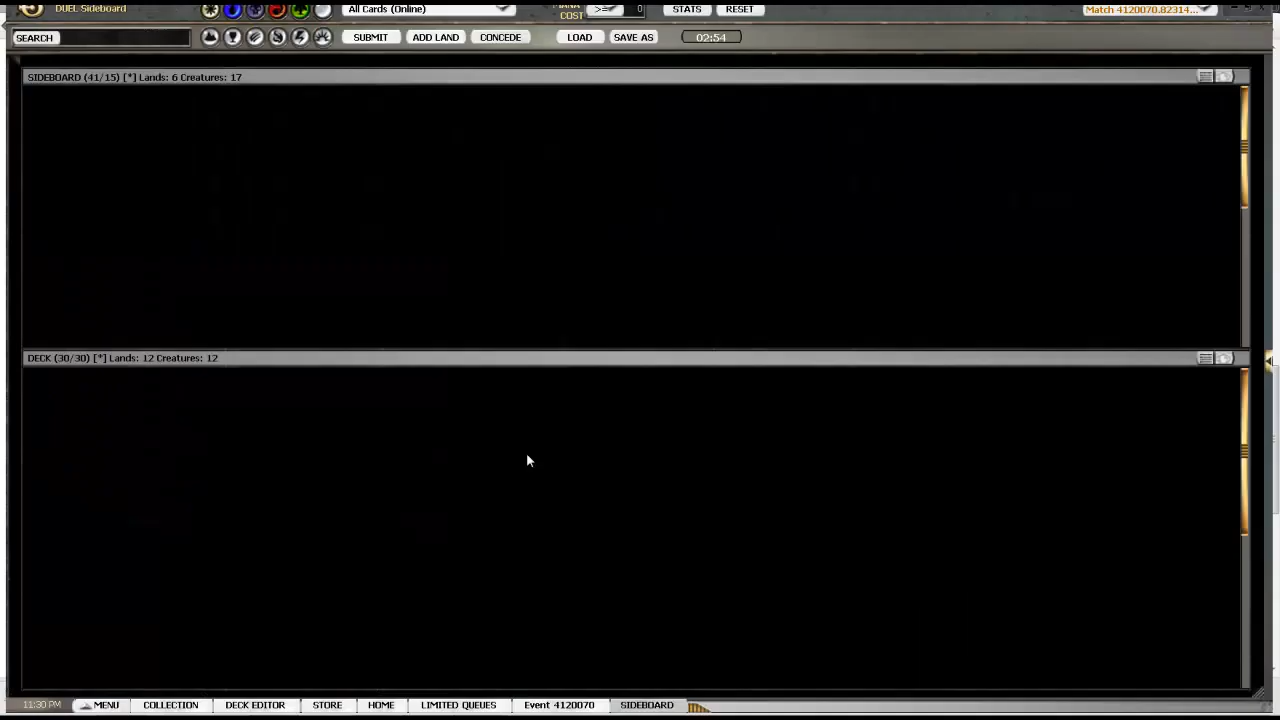 DUEL Sideboard All Cards (Online) MANA COST >= 0 STATS RESET Match 4120070.82314...
SEARCH SUBMIT ADD LAND CONCEDE LOAD SAVE AS 02:54
SIDEBOARD (41/15) [*] Lands: 6 Creatures: 17
DECK (30/30) [*] Lands: 12 Creatures: 12
11:30 PM MENU COLLECTION DECK EDITOR STORE HOME LIMITED QUEUES Event 4120070 SIDEBOARD